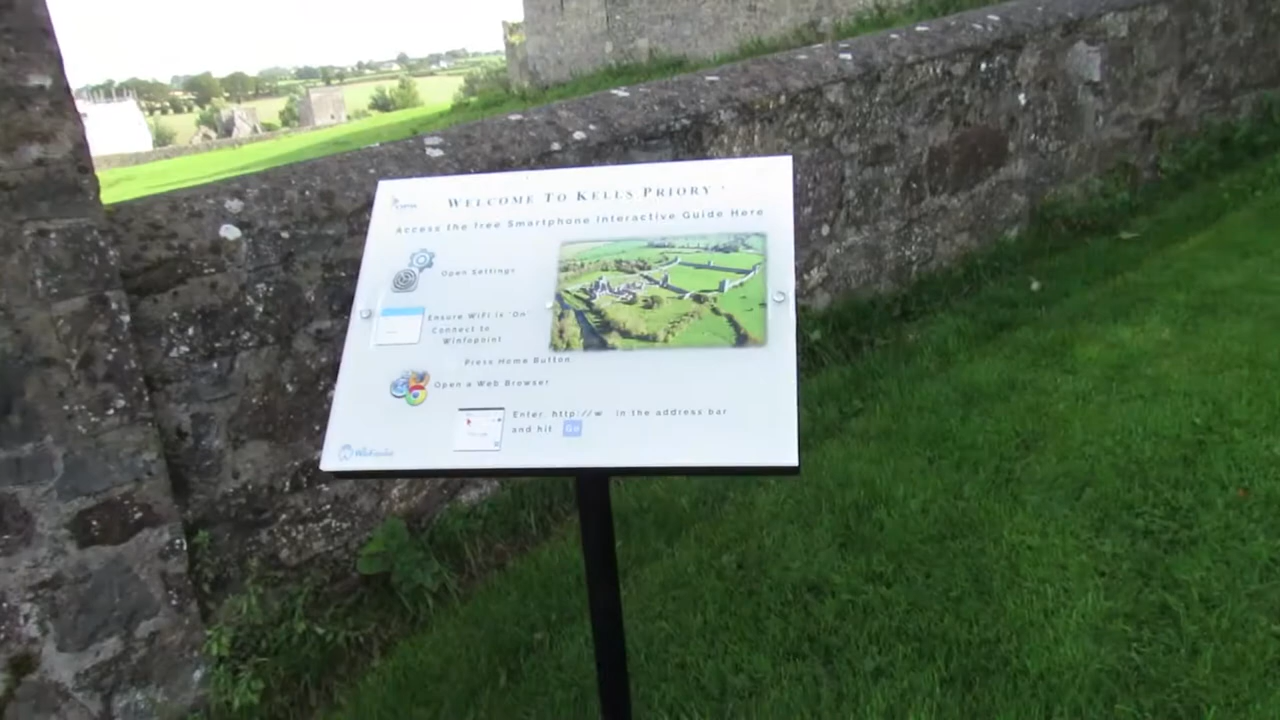 WELCOME TO KELLS PRIORY
Access the free Smartphone Interactive Guide Here
Open Settings
Ensure WiFi is 'On'
Connect to
Winfopoint
Press Home Button
Open a Web Browser
Enter http://w in the address bar
and hit Go